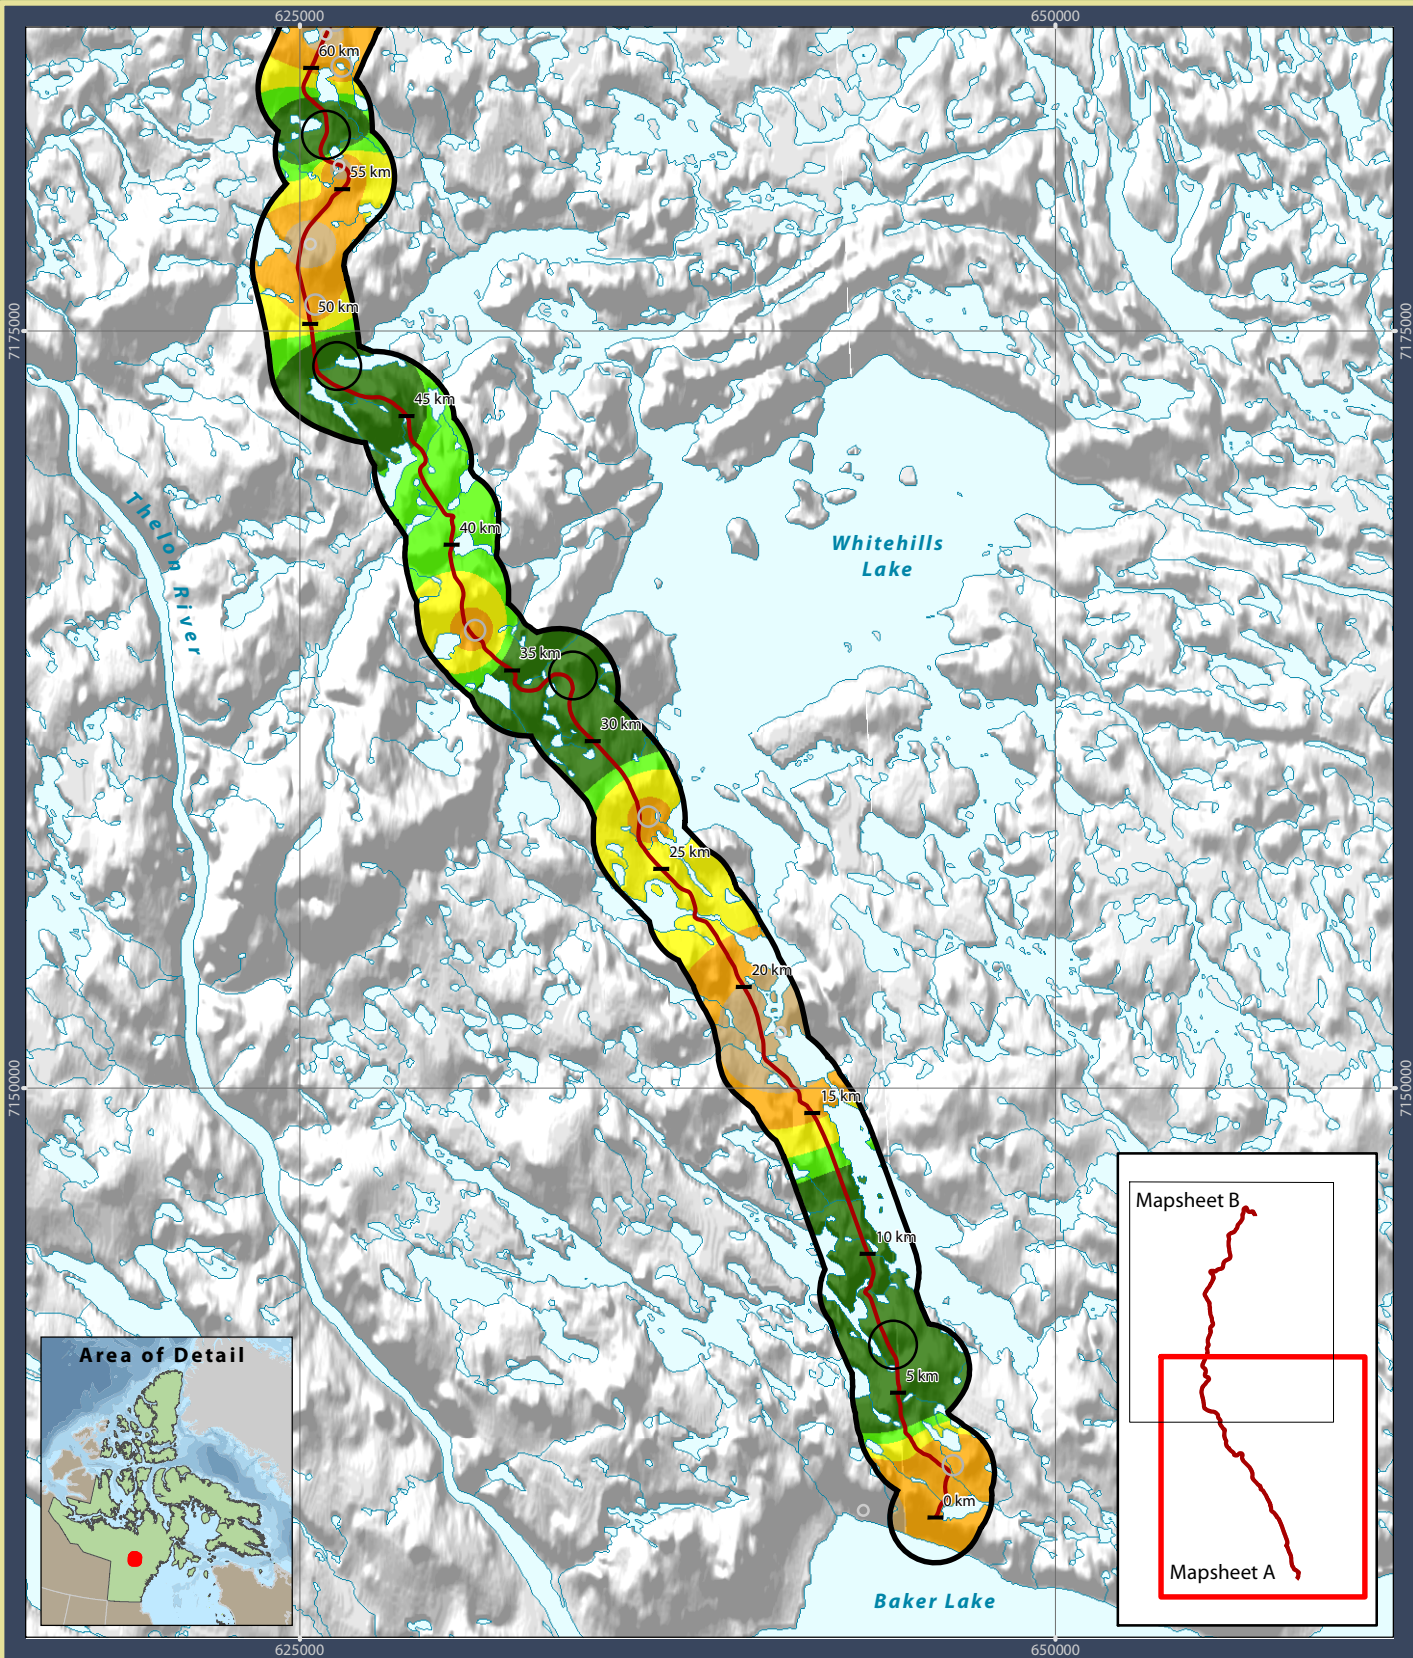 625000
650000
60 km
55 km
50 km
7175000
7175000
45 km
Thelon River
40 km
Whitehills
Lake
35 km
30 km
25 km
20 km
15 km
7150000
7150000
10 km
5 km
0 km
Baker Lake
Area of Detail
Mapsheet B
Mapsheet A
625000
650000